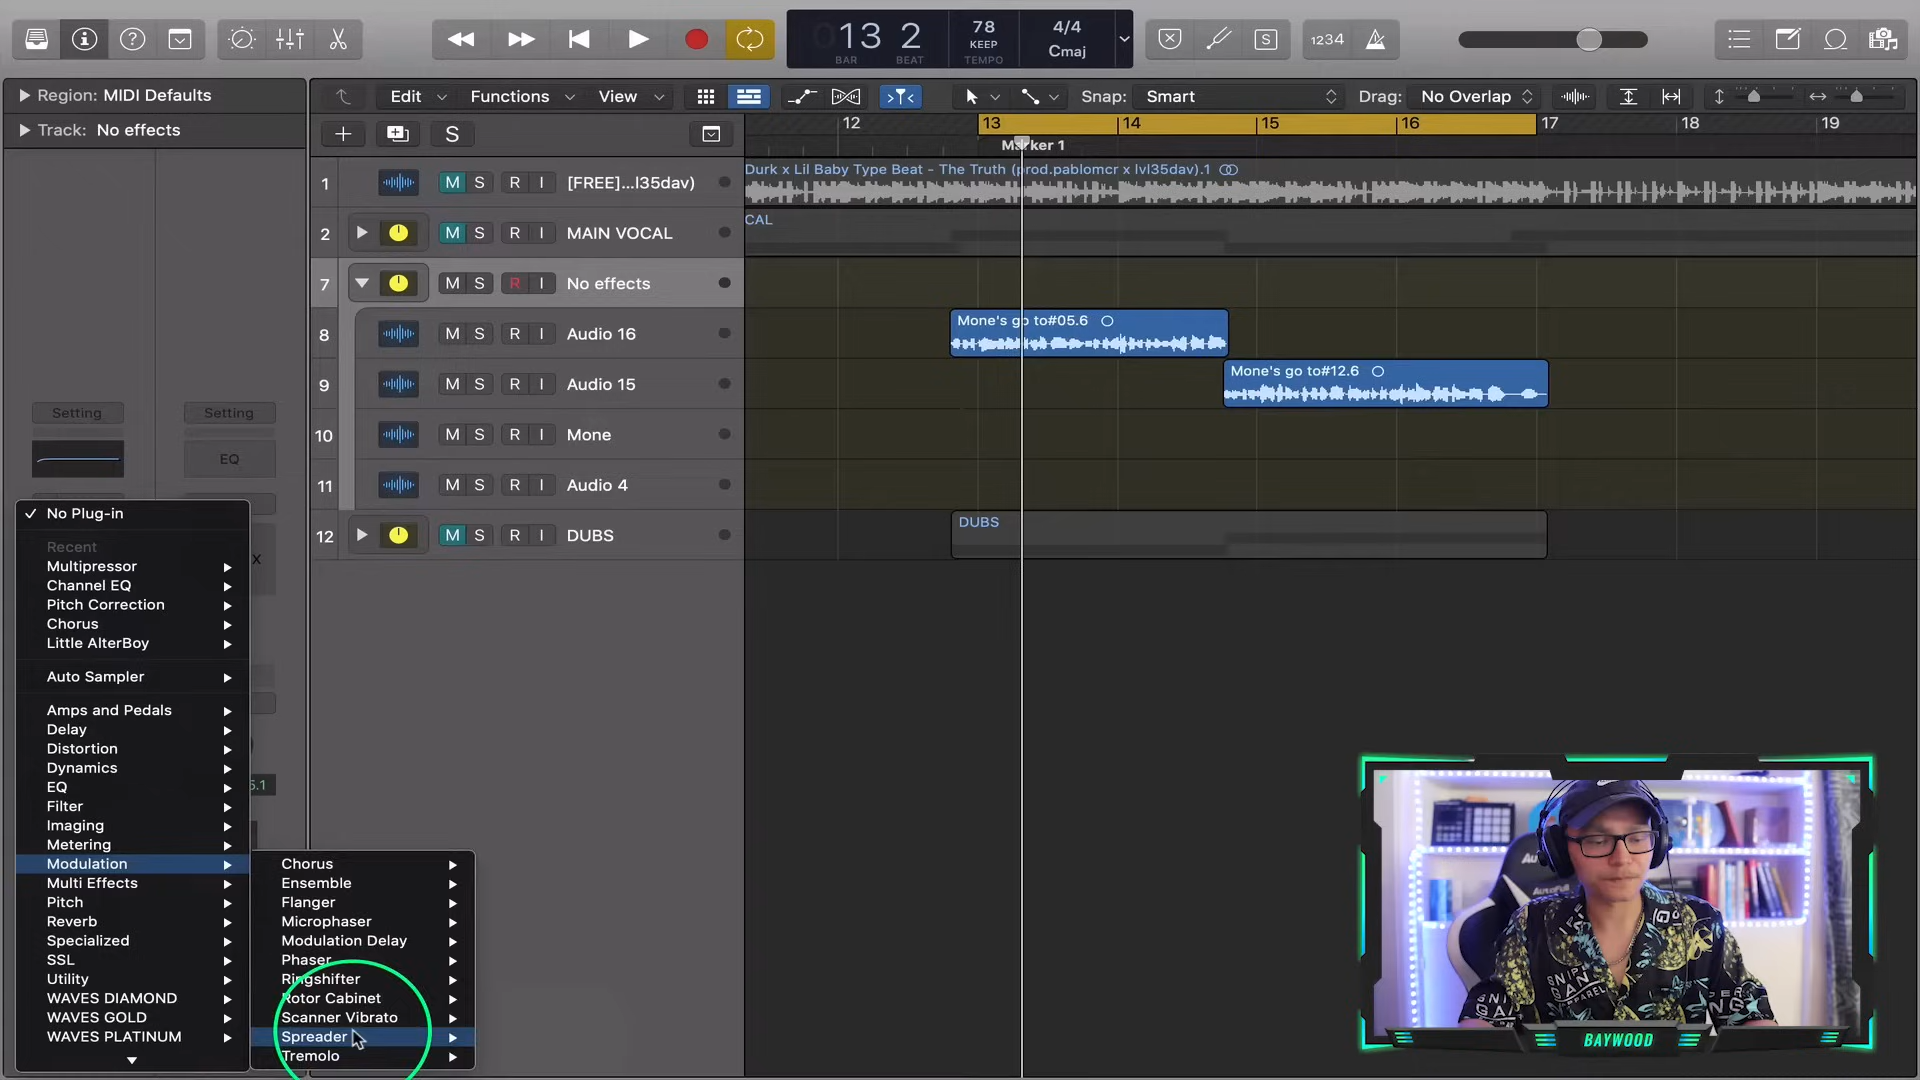 13 2
BAR BEAT
78
KEEP
TEMPO
4/4
Cmaj
S
1234
Region: MIDI Defaults
Track: No effects
Edit Functions View
Snap: Smart
Drag: No Overlap
S
12 13 14 15 16 17 18 19
Marker 1
1 M S R I [FREE]...l35dav)
Durk x Lil Baby Type Beat - The Truth (prod.pablomcr x lvl35dav).1
2 M S R I MAIN VOCAL
CAL
7 M S R I No effects
8 M S R I Audio 16
Mone's go to#05.6
9 M S R I Audio 15
Mone's go to#12.6
10 M S R I Mone
11 M S R I Audio 4
12 M S R I DUBS
DUBS
Setting Setting
EQ
x
5.1
No Plug-in
Recent
Multipressor
Channel EQ
Pitch Correction
Chorus
Little AlterBoy
Auto Sampler
Amps and Pedals
Delay
Distortion
Dynamics
EQ
Filter
Imaging
Metering
Modulation
Multi Effects
Pitch
Reverb
Specialized
SSL
Utility
WAVES DIAMOND
WAVES GOLD
WAVES PLATINUM
Chorus
Ensemble
Flanger
Microphaser
Modulation Delay
Phaser
Ringshifter
Rotor Cabinet
Scanner Vibrato
Spreader
Tremolo
BAYWOOD